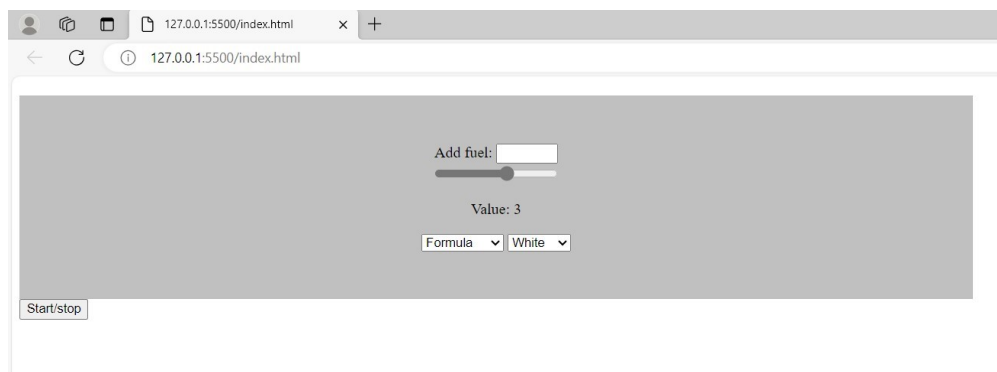 127.0.0.1:5500/index.html
127.0.0.1:5500/index.html
Add fuel:
Value: 3
Formula White
Start/stop